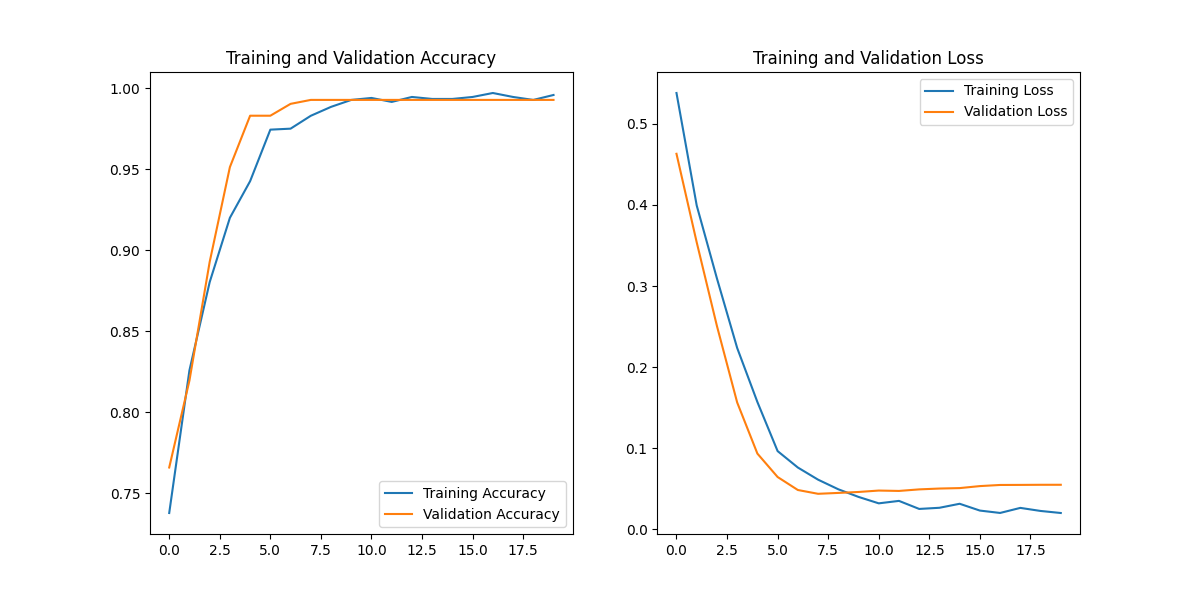 Training and Validation Accuracy
1.00
0.95
0.90
0.85
0.80
0.75
0.0 2.5 5.0 7.5 10.0 12.5 15.0 17.5
Training Accuracy
Validation Accuracy
Training and Validation Loss
0.5
0.4
0.3
0.2
0.1
0.0
0.0 2.5 5.0 7.5 10.0 12.5 15.0 17.5
Training Loss
Validation Loss